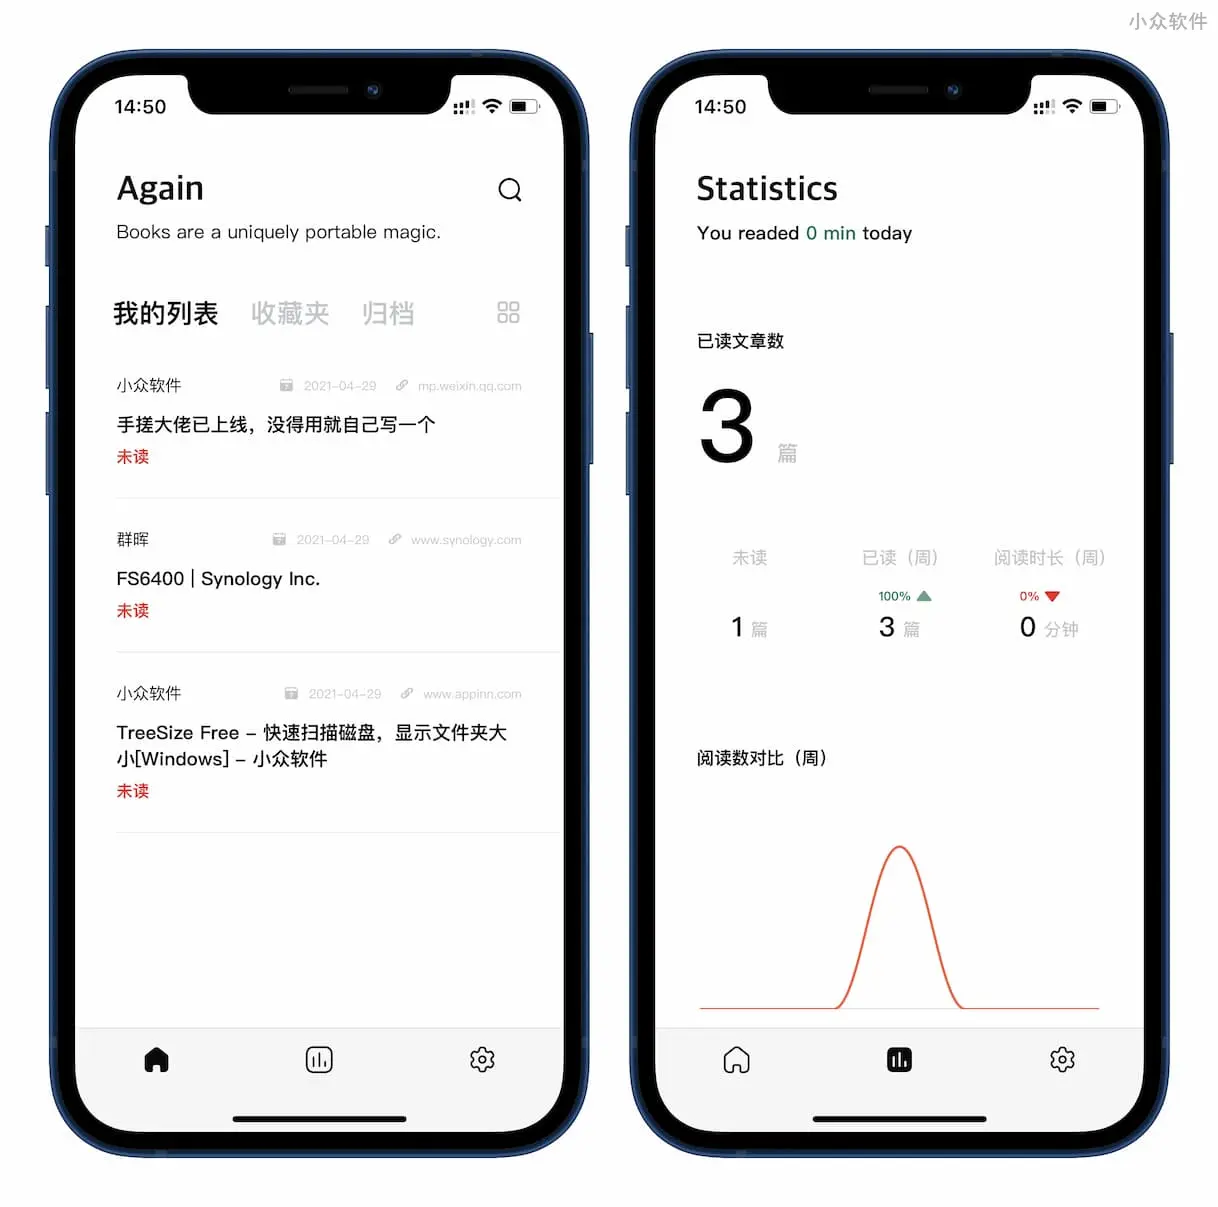 小众软件
14:50
Again
Books are a uniquely portable magic.
我的列表 收藏夹 归档
小众软件 2021-04-29 mp.weixin.qq.com
手搓大佬已上线，没得用就自己写一个
未读
群晖 2021-04-29 www.synology.com
FS6400 | Synology Inc.
未读
小众软件 2021-04-29 www.appinn.com
TreeSize Free – 快速扫描磁盘，显示文件夹大
小[Windows] – 小众软件
未读
14:50
Statistics
You readed 0 min today
已读文章数
3 篇
未读 已读（周） 阅读时长（周）
100% 0%
1 篇 3 篇 0 分钟
阅读数对比（周）